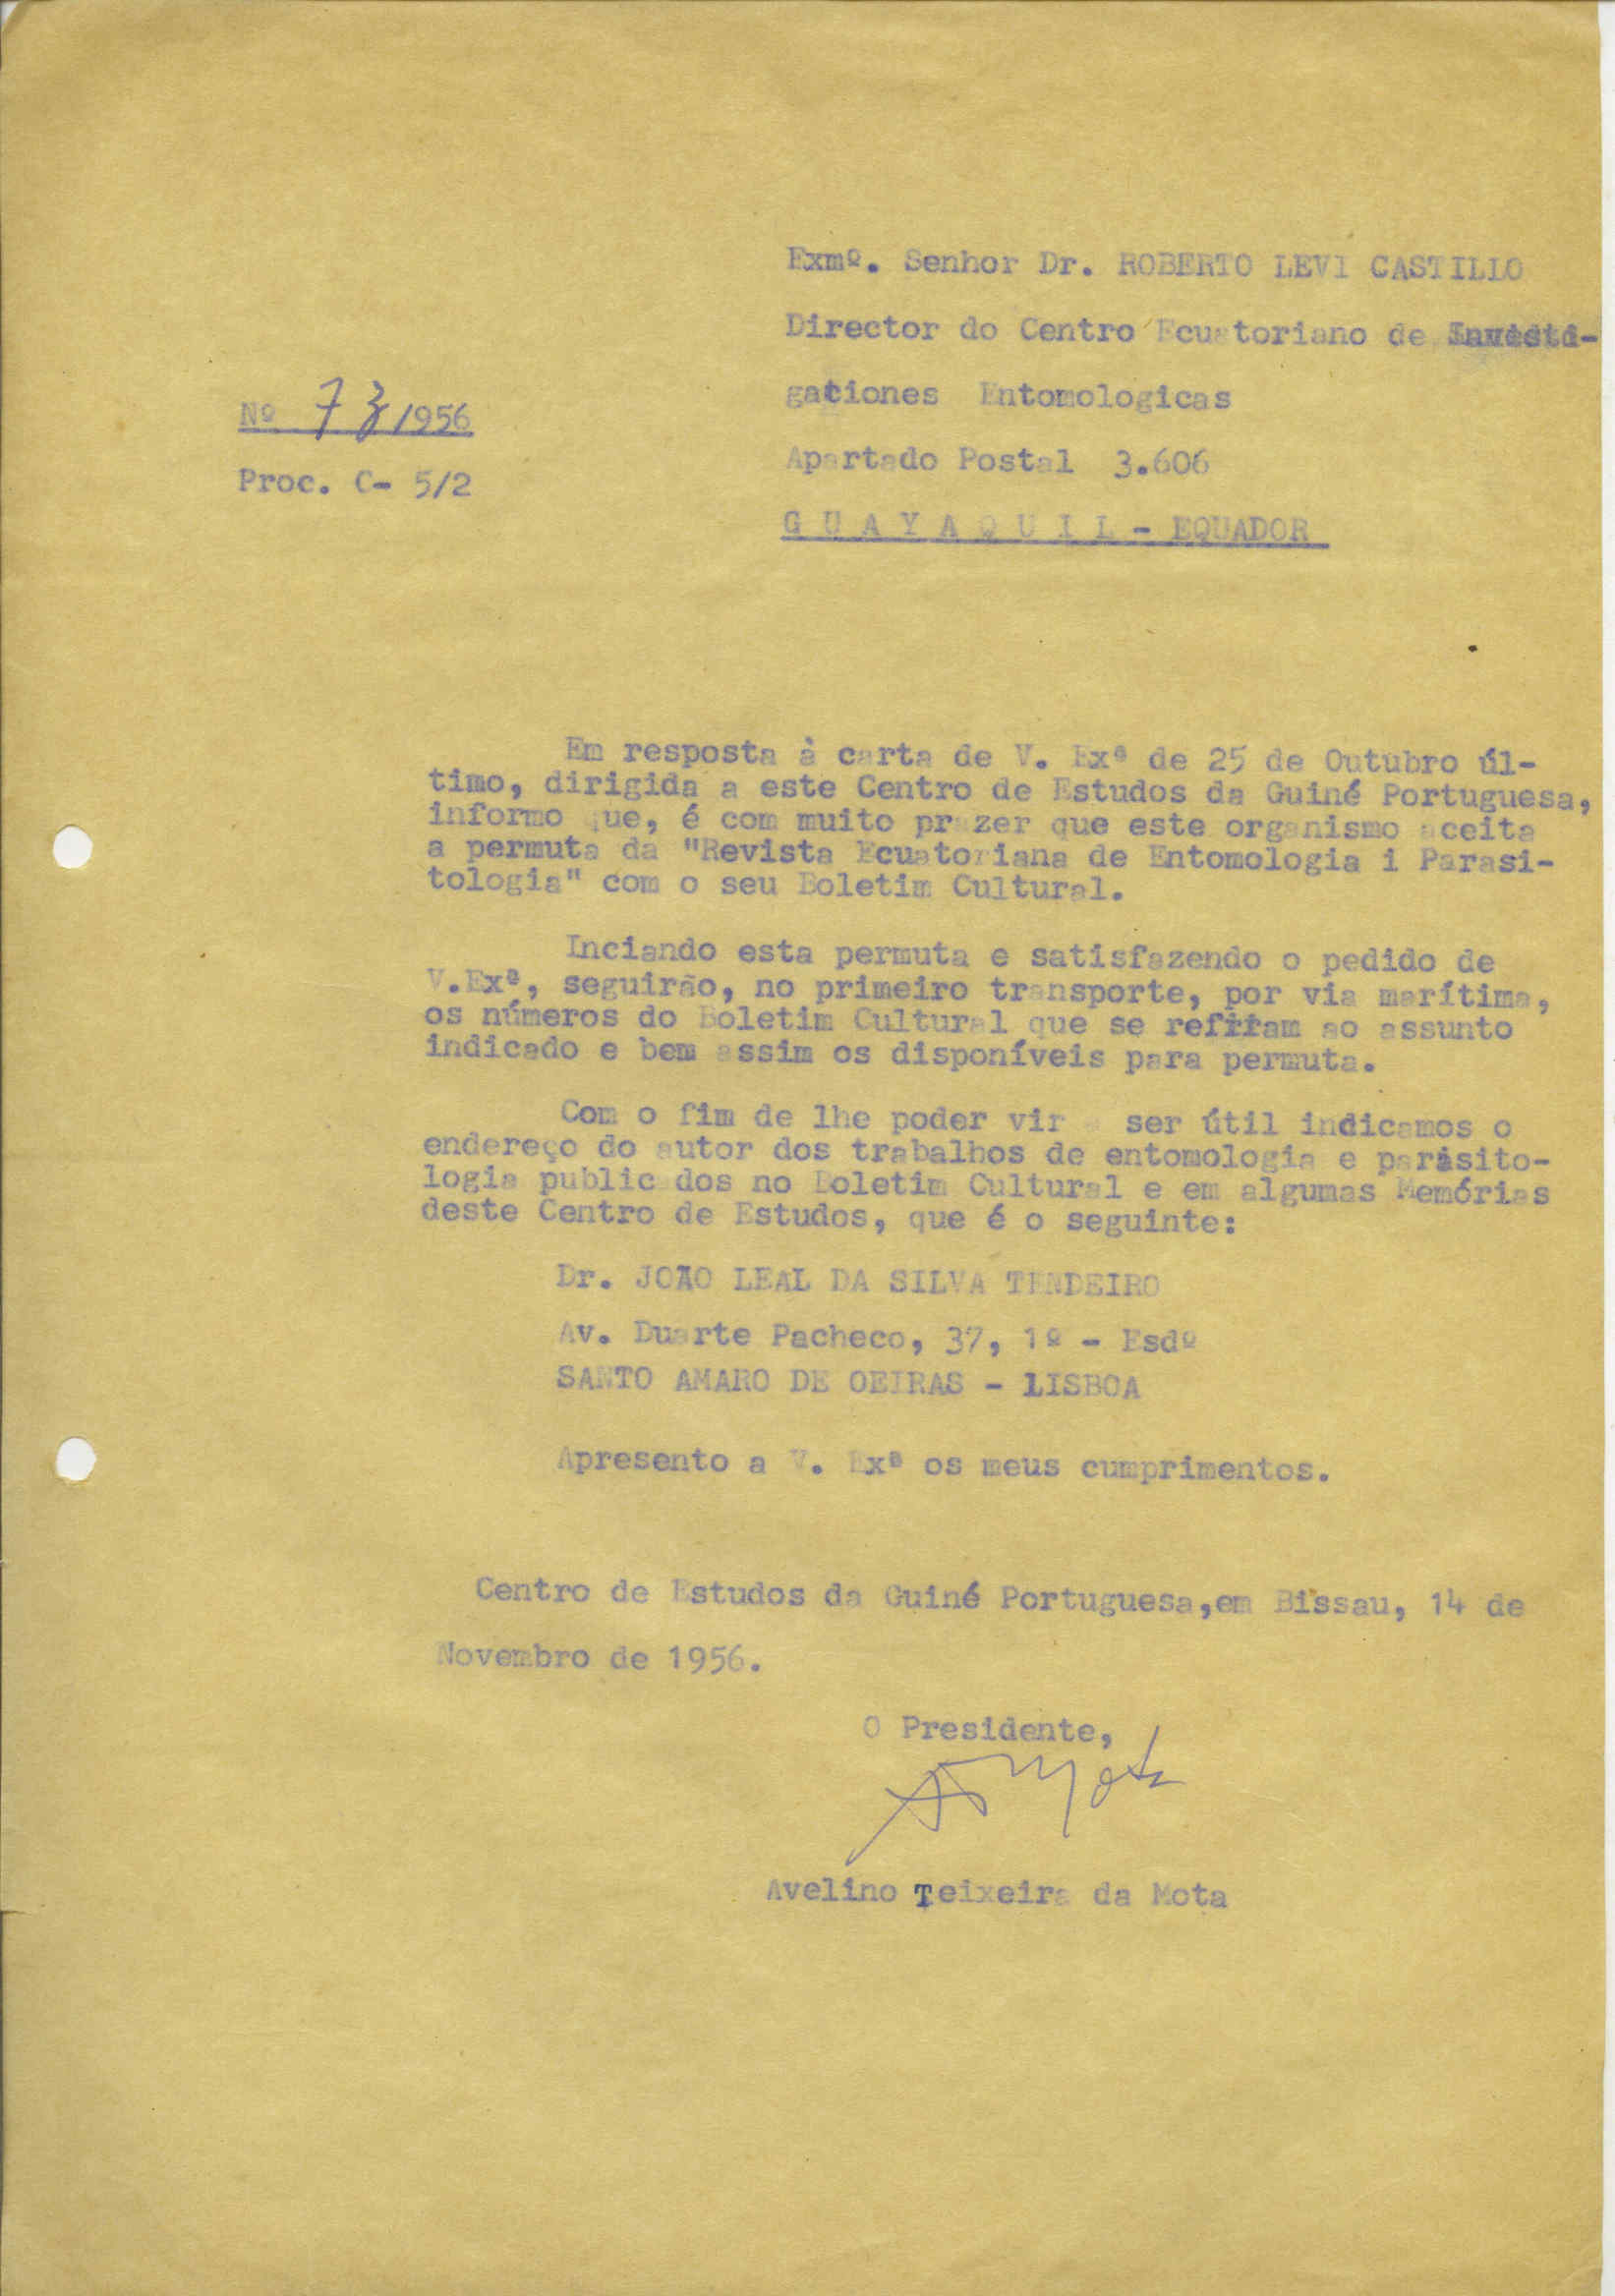 Exmº. Senhor Dr. ROBERTO LEVI CASTILLO
Director do Centro Ecuatoriano de Investi-
gationes Entomologicas
Apartado Postal 3.606
GUAYAQUIL - EQUADOR
Nº 73/1956
Proc. C- 5/2
Em resposta à carta de V. Exª de 25 de Outubro úl-
timo, dirigida a este Centro de Estudos da Guiné Portuguesa,
informo que, é com muito prazer que este organismo aceita
a permuta da "Revista Ecuatoriana de Entomologia i Parasi-
tologia" com o seu Boletim Cultural.
Inciando esta permuta e satisfazendo o pedido de
V.Exª, seguirão, no primeiro transporte, por via marítima,
os números do Boletim Cultural que se refiram ao assunto
indicado e bem assim os disponíveis para permuta.
Com o fim de lhe poder vir a ser útil indicamos o
endereço do autor dos trabalhos de entomologia e parasito-
logia publicados no Boletim Cultural e em algumas Memórias
deste Centro de Estudos, que é o seguinte:
Dr. JOAO LEAL DA SILVA TENDEIRO
Av. Duarte Pacheco, 37, 1º - Esdº
SANTO AMARO DE OEIRAS - LISBOA
Apresento a V. Exª os meus cumprimentos.
Centro de Estudos da Guiné Portuguesa,em Bissau, 14 de
Novembro de 1956.
O Presidente,
A Mota
Avelino Teixeira da Mota